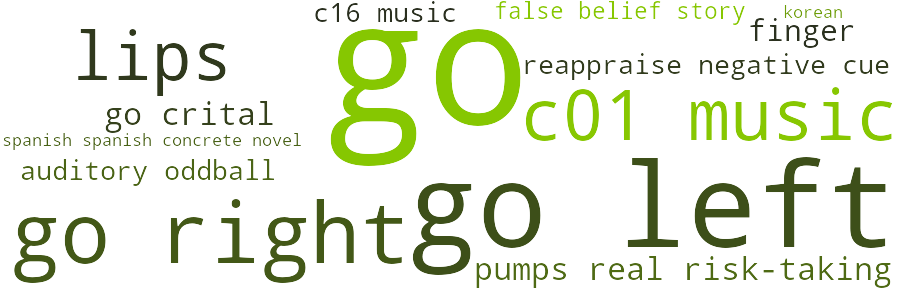 c16 music
false belief story
korean
lips
go
finger
reappraise negative cue
go crital
c01 music
spanish spanish concrete novel
auditory oddball
go right
go left
pumps real risk-taking